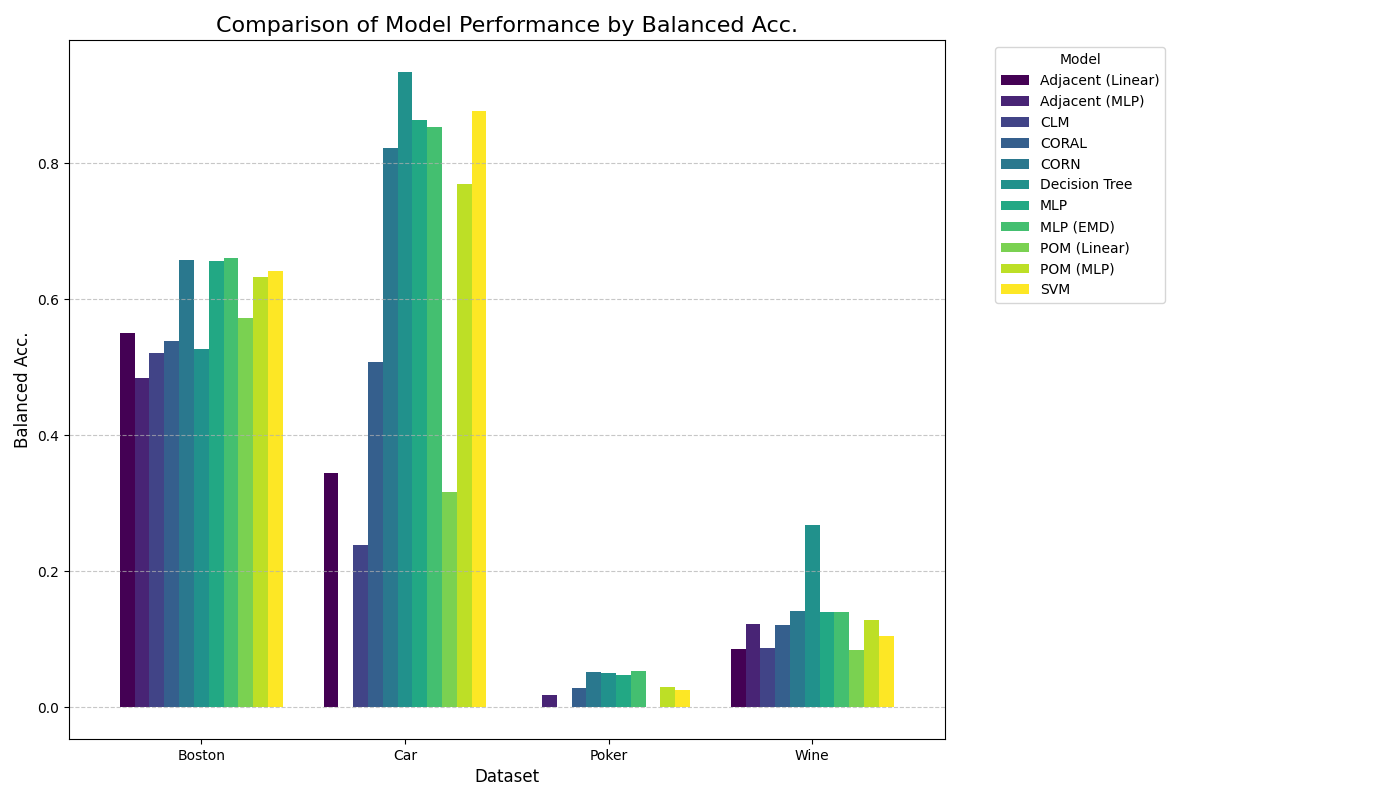 Comparison of Model Performance by Balanced Acc.
Balanced Acc.
0.8
0.6
0.4
0.2
0.0
Boston
Car
Poker
Wine
Dataset
Model
Adjacent (Linear)
Adjacent (MLP)
CLM
CORAL
CORN
Decision Tree
MLP
MLP (EMD)
POM (Linear)
POM (MLP)
SVM